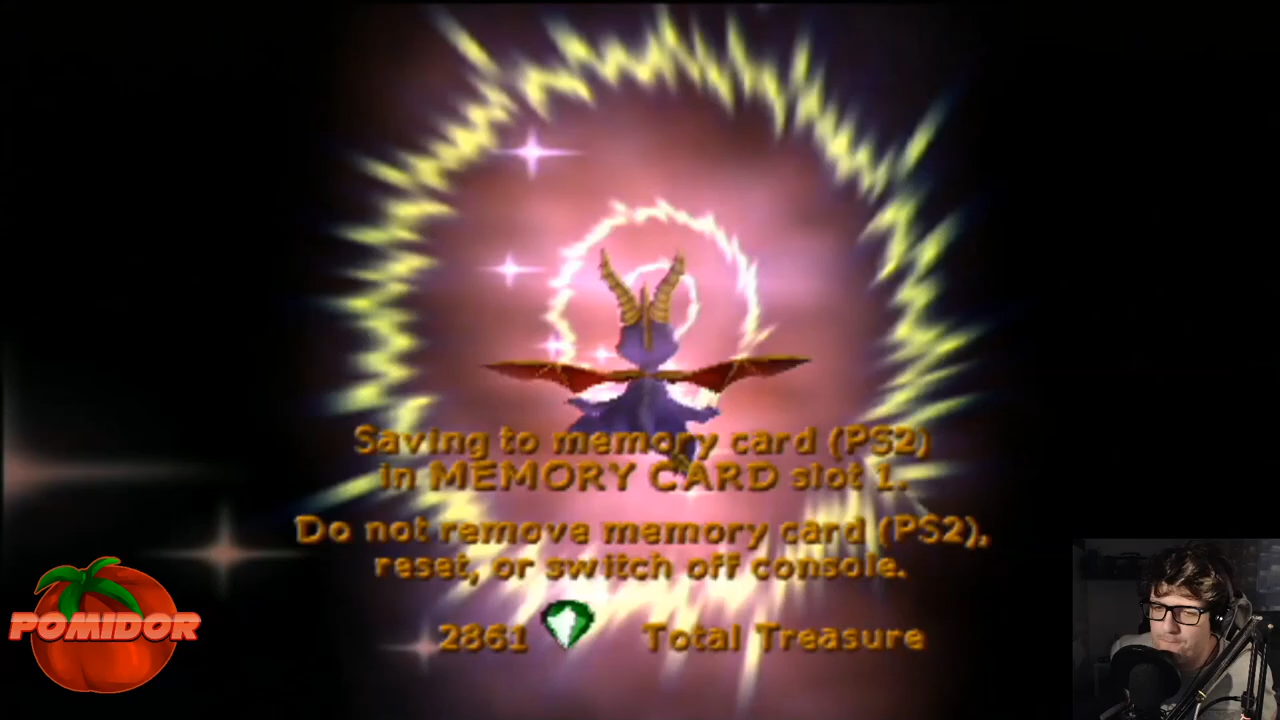 Saving to memory card (PS2)
in MEMORY CARD slot 1.
Do not remove memory card (PS2),
reset, or switch off console.
2861 Total Treasure
POMIDOR